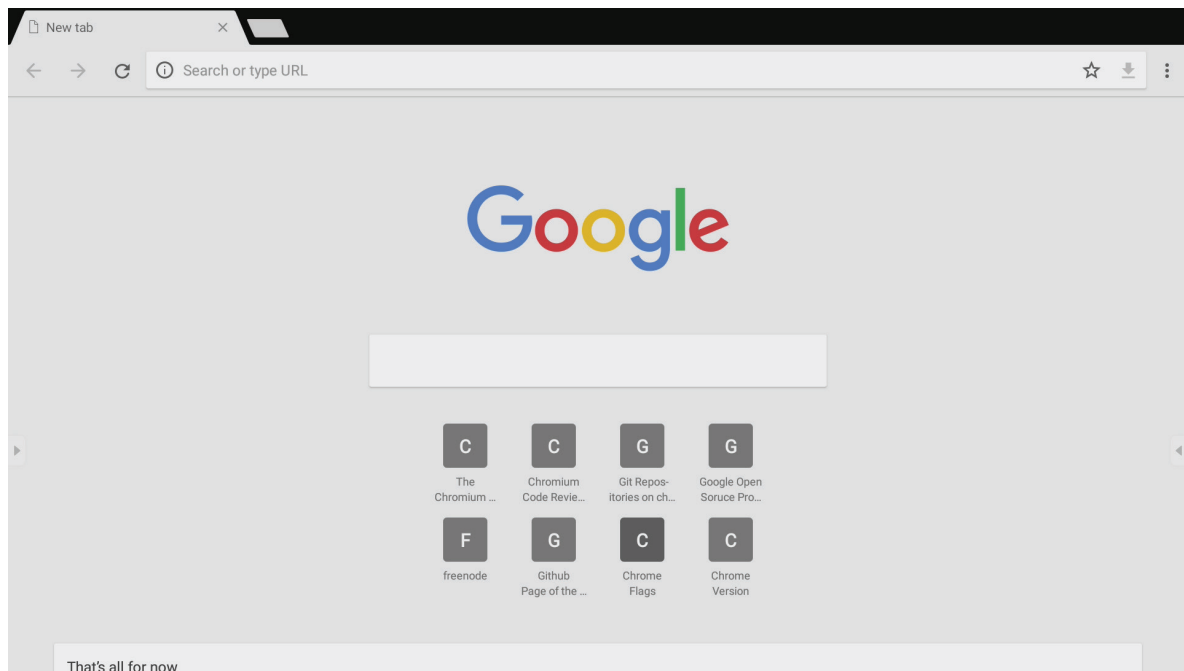 New tab
Search or type URL
Google
C
C
G
G
The
Chromium ...
Chromium
Code Revie...
Git Repos-
itories on ch...
Google Open
Soruce Pro...
F
G
C
C
freenode
Github
Page of the ...
Chrome
Flags
Chrome
Version
That's all for now